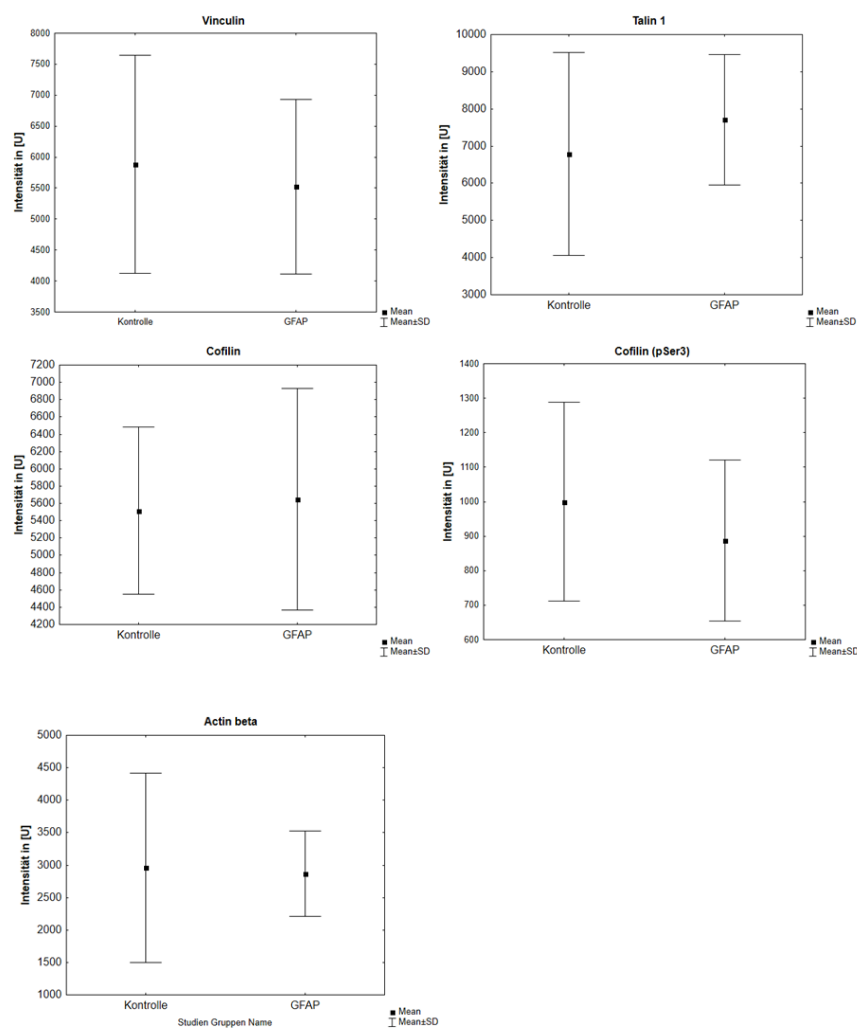 Vinculin
8000
7500
7000
6500
6000
5500
5000
4500
4000
3500
Intensität in [U]
Kontrolle GFAP
Mean
Mean±SD
Talin 1
10000
9000
8000
7000
6000
5000
4000
3000
Intensität in [U]
Kontrolle GFAP
Mean
Mean±SD
Cofilin
7200
7000
6800
6600
6400
6200
6000
5800
5600
5400
5200
5000
4800
4600
4400
4200
Intensität in [U]
Kontrolle GFAP
Mean
Mean±SD
Cofilin (pSer3)
1400
1300
1200
1100
1000
900
800
700
600
Intensität in [U]
Kontrolle GFAP
Mean
Mean±SD
Actin beta
5000
4500
4000
3500
3000
2500
2000
1500
1000
Intensität in [U]
Kontrolle GFAP
Studien Gruppen Name
Mean
Mean±SD